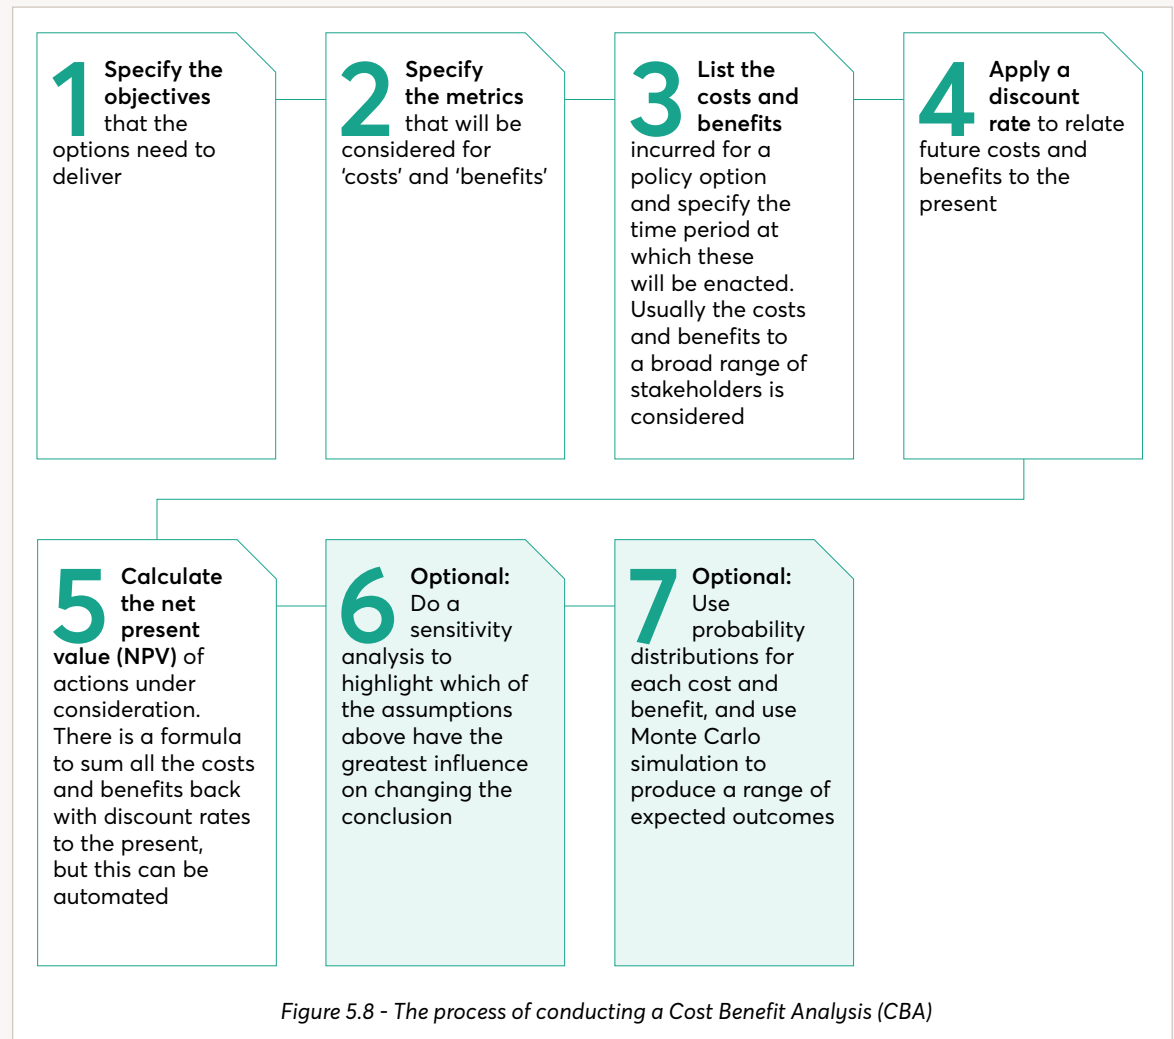 1 Specify the
objectives
that the
options need to
deliver
2 Specify
the metrics
that will be
considered for
‘costs’ and ‘benefits’
3 List the
costs and
benefits
incurred for a
policy option
and specify the
time period at
which these
will be enacted.
Usually the costs
and benefits to
a broad range of
stakeholders is
considered
4 Apply a
discount
rate to relate
future costs and
benefits to the
present
5 Calculate
the net
present
value (NPV) of
actions under
consideration.
There is a formula
to sum all the costs
and benefits back
with discount rates
to the present,
but this can be
automated
6 Optional:
Do a
sensitivity
analysis to
highlight which of
the assumptions
above have the
greatest influence
on changing the
conclusion
7 Optional:
Use
probability
distributions for
each cost and
benefit, and use
Monte Carlo
simulation to
produce a range of
expected outcomes
Figure 5.8 - The process of conducting a Cost Benefit Analysis (CBA)